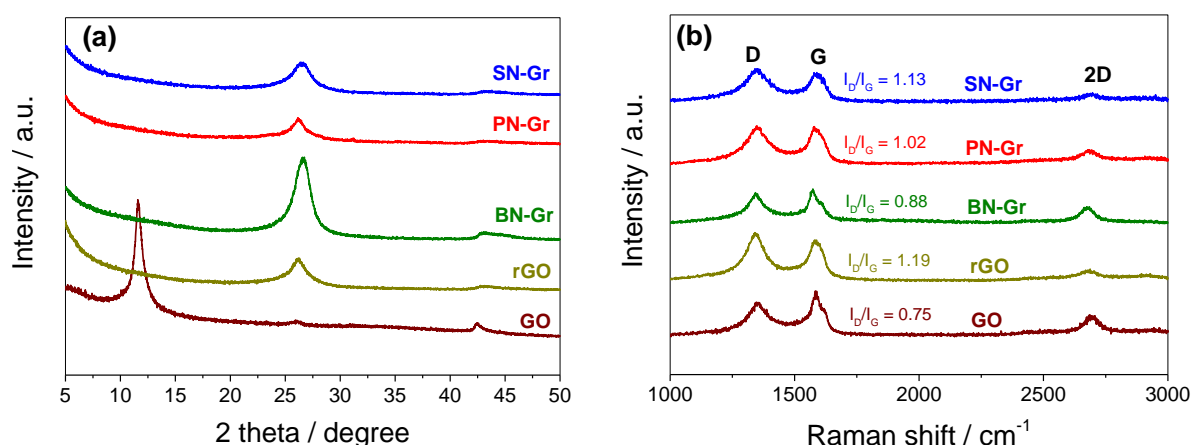 (a)
SN-Gr
PN-Gr
BN-Gr
rGO
GO
Intensity / a.u.
5 10 15 20 25 30 35 40 45 50
2 theta / degree
(b)
D G 2D
I_D/I_G = 1.13 SN-Gr
I_D/I_G = 1.02 PN-Gr
I_D/I_G = 0.88 BN-Gr
I_D/I_G = 1.19 rGO
I_D/I_G = 0.75 GO
Intensity / a.u.
1000 1500 2000 2500 3000
Raman shift / cm⁻¹